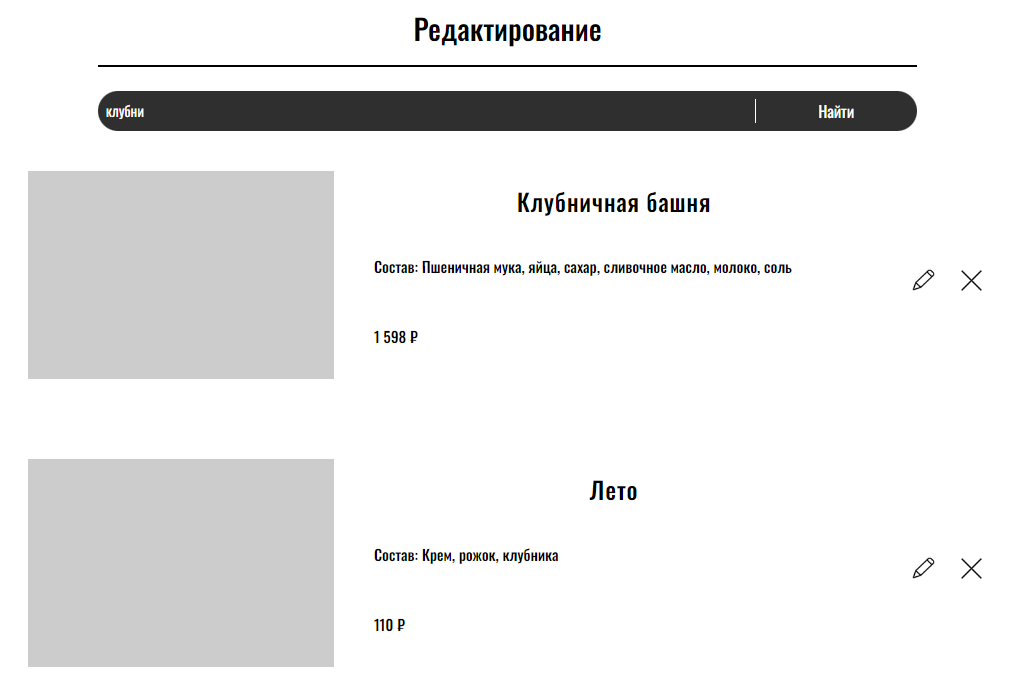 Редактирование
клубни
Найти
Клубничная башня
Состав: Пшеничная мука, яйца, сахар, сливочное масло, молоко, соль
1 598 ₽
Лето
Состав: Крем, рожок, клубника
110 ₽